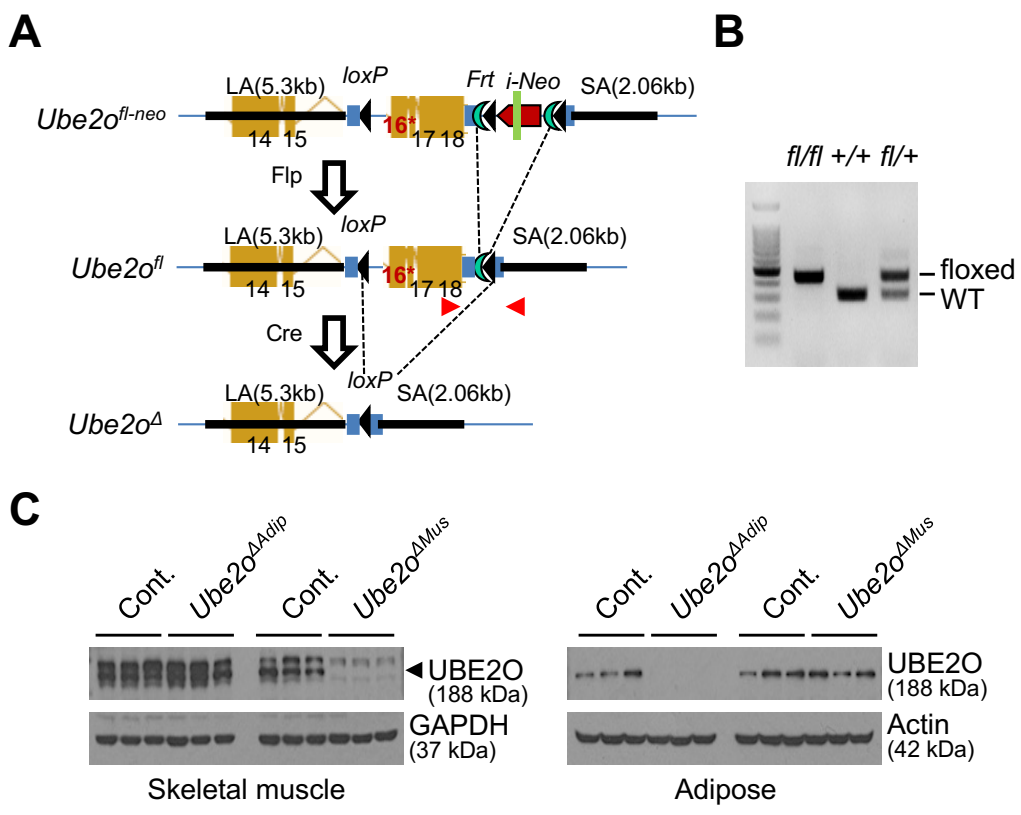 A
LA(5.3kb) loxP Frt i-Neo SA(2.06kb)
Ube2o^fl-neo
14 15 16* 17 18
Flp
LA(5.3kb) loxP SA(2.06kb)
Ube2o^fl
14 15 16* 17 18
Cre
LA(5.3kb) loxP SA(2.06kb)
Ube2o^Δ
14 15
B
fl/fl +/+ fl/+
floxed
WT
C
Cont. Ube2o^ΔAdip Cont. Ube2o^ΔMus
UBE2O
(188 kDa)
GAPDH
(37 kDa)
Skeletal muscle
Cont. Ube2o^ΔAdip Cont. Ube2o^ΔMus
UBE2O
(188 kDa)
Actin
(42 kDa)
Adipose